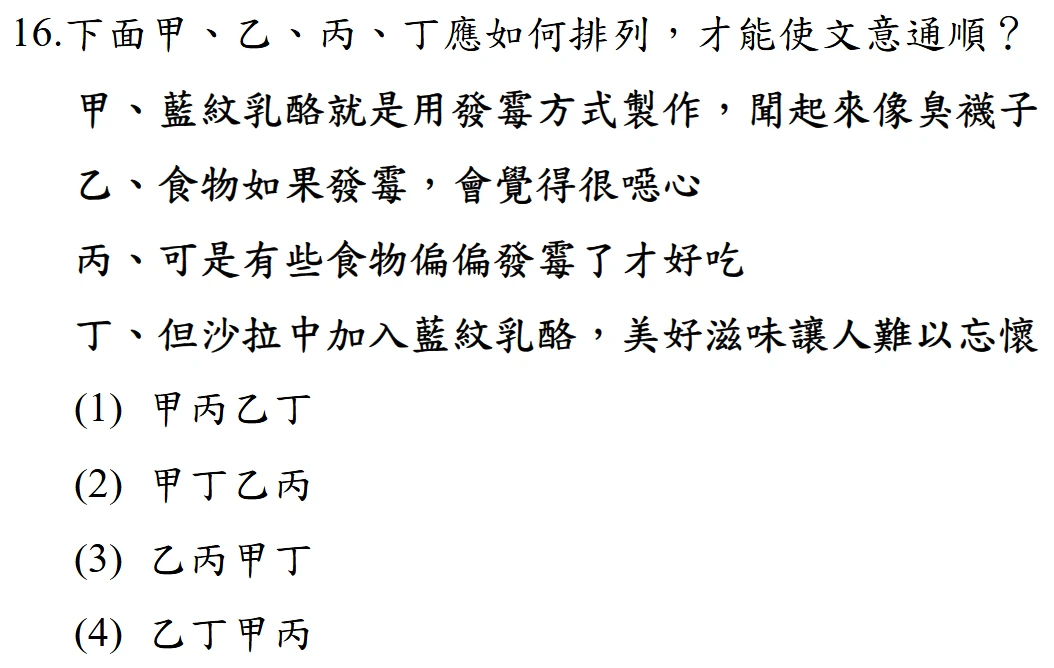 16.下面甲、乙、丙、丁應如何排列，才能使文意通順？
甲、藍紋乳酪就是用發霉方式製作，聞起來像臭襪子
乙、食物如果發霉，會覺得很噁心
丙、可是有些食物偏偏發霉了才好吃
丁、但沙拉中加入藍紋乳酪，美好滋味讓人難以忘懷
(1) 甲丙乙丁
(2) 甲丁乙丙
(3) 乙丙甲丁
(4) 乙丁甲丙